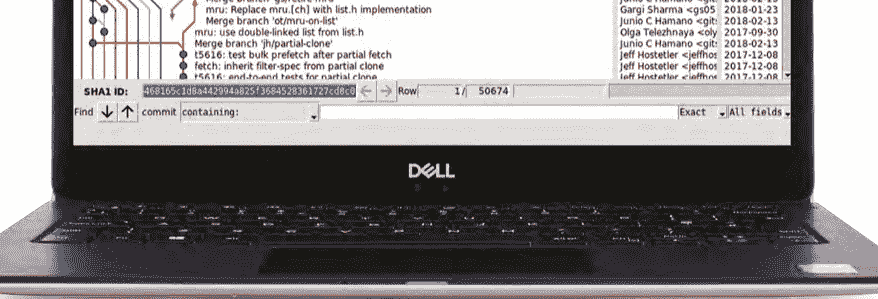 mru: Replace mru.[ch] with list.h implementation Gargi Sharma <gs05 2018-01-23
Merge branch 'ot/mru-on-list' Junio C Hamano <git: 2018-02-13
mru: use double-linked list from list.h Olga Telezhnaya <oly 2017-09-30
Merge branch 'jh/partial-clone' Junio C Hamano <git: 2018-02-13
t5616: test bulk prefetch after partial fetch Jeff Hostetler <jeffhos 2017-12-08
fetch: inherit filter-spec from partial clone Jeff Hostetler <jeffhos 2017-12-08
t5616: end-to-end tests for partial clone Jeff Hostetler <jeffhos 2017-12-08
SHA1 ID: 468165c1d8a442994a825f3684528361727cd8c0 Row 1/ 50674
Find commit containing: Exact All fields
DELL